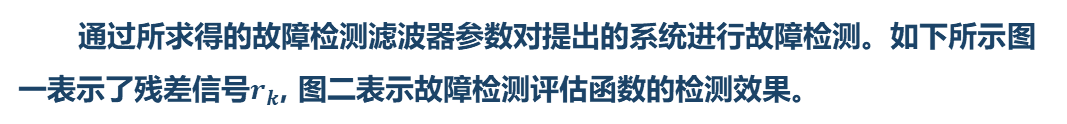 通过所求得的故障检测滤波器参数对提出的系统进行故障检测。如下所示图
一表示了残差信号r_k, 图二表示故障检测评估函数的检测效果。